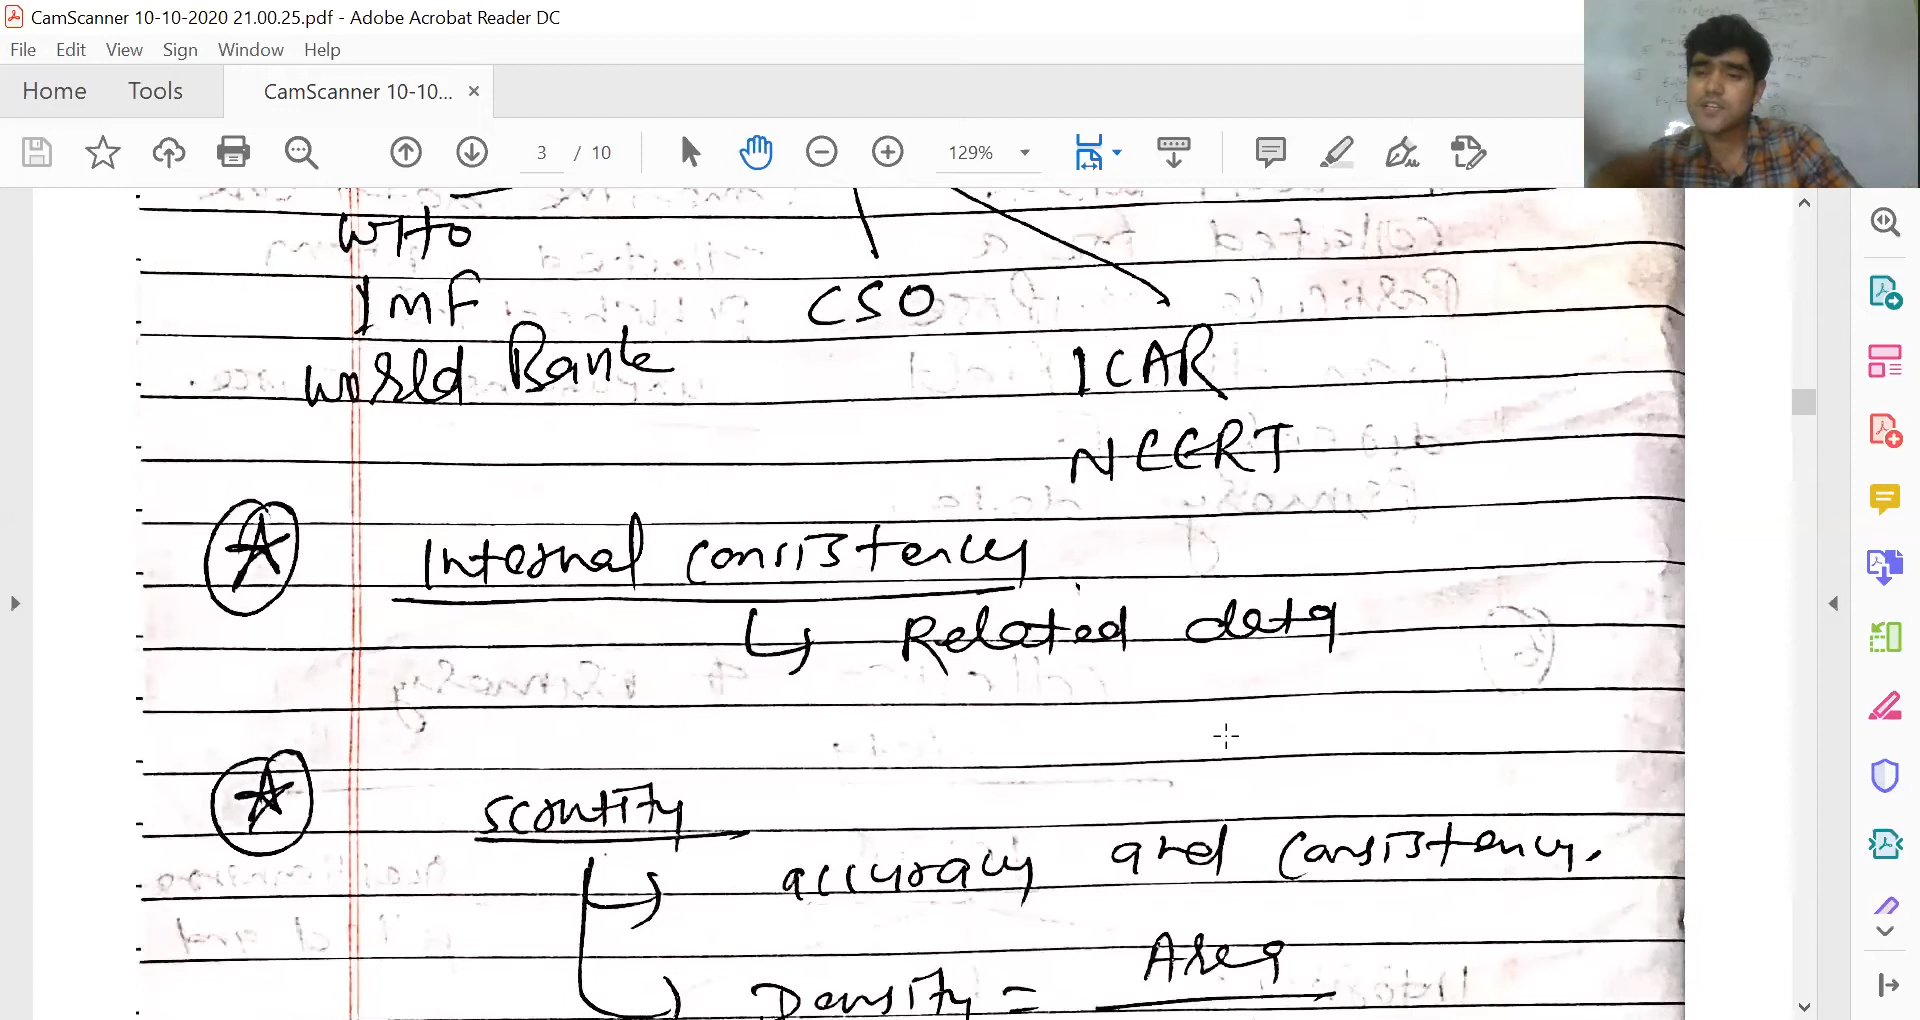 CamScanner 10-10-2020 21.00.25.pdf - Adobe Acrobat Reader DC
File Edit View Sign Window Help
Home Tools CamScanner 10-10... ×
3 / 10 129%
WHO
IMF CSO
World Bank ICAR
NCERT
Internal consistency
Related data
Scrutity
accuracy and consistency.
Area
Density =